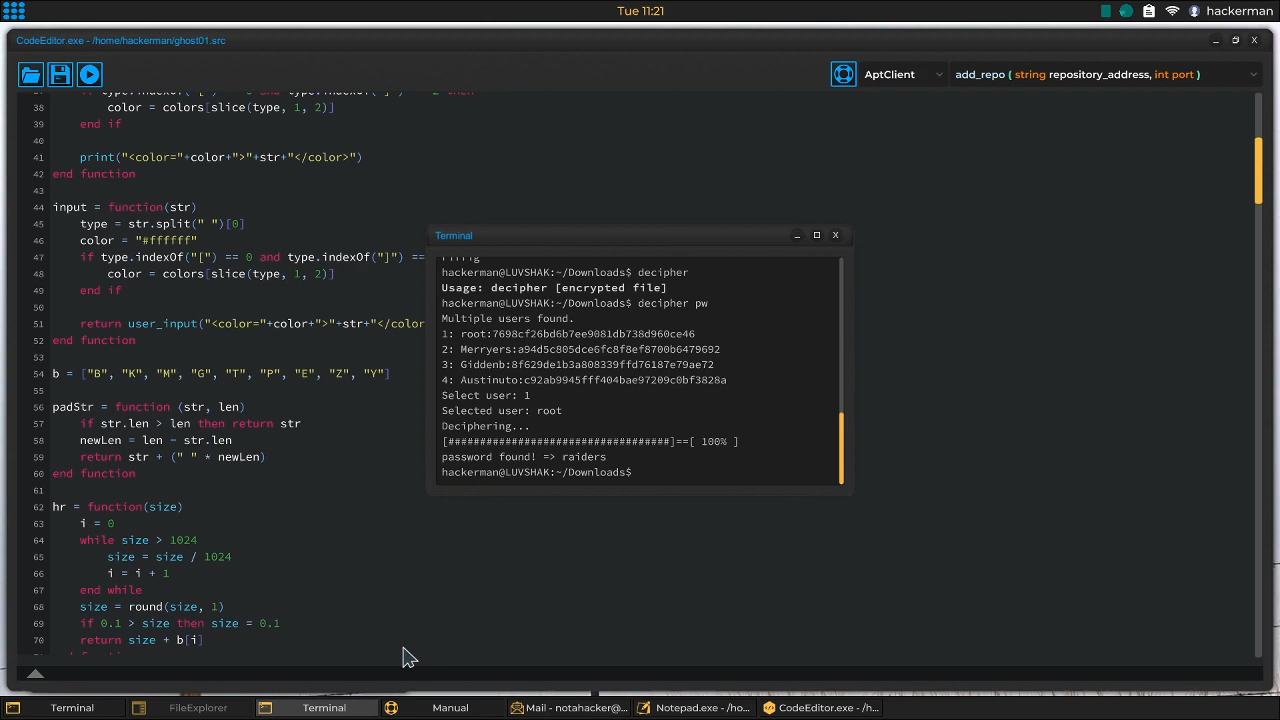 Tue 11:21
hackerman
CodeEditor.exe - /home/hackerman/ghost01.src
AptClient
add_repo ( string repository_address, int port )
38 color = colors[slice(type, 1, 2)]
39 end if
40
41 print("<color="+color+">"+str+"</color>")
42 end function
43
44 input = function(str)
45 type = str.split(" ")[0]
46 color = "#ffffff"
47 if type.indexOf("[") == 0 and type.indexOf("]") ==
48 color = colors[slice(type, 1, 2)]
49 end if
50
51 return user_input("<color="+color+">"+str+"</color
52 end function
53
54 b = ["B", "K", "M", "G", "T", "P", "E", "Z", "Y"]
55
56 padStr = function (str, len)
57 if str.len > len then return str
58 newLen = len - str.len
59 return str + (" " * newLen)
60 end function
61
62 hr = function(size)
63 i = 0
64 while size > 1024
65 size = size / 1024
66 i = i + 1
67 end while
68 size = round(size, 1)
69 if 0.1 > size then size = 0.1
70 return size + b[i]
Terminal
hackerman@LUVSHAK:~/Downloads$ decipher
Usage: decipher [encrypted file]
hackerman@LUVSHAK:~/Downloads$ decipher pw
Multiple users found.
1: root:7698cf26bd6b7ee9081db738d960ce46
2: Merryers:a94d5c805dce6fc8f8ef8700b6479692
3: Giddenb:8f629de1b3a808339ffd76187e79ae72
4: Austinuto:c92ab9945fff404bae97209c0bf3828a
Select user: 1
Selected user: root
Deciphering...
[###################################]==[ 100% ]
password found! => raiders
hackerman@LUVSHAK:~/Downloads$
Terminal
FileExplorer
Terminal
Manual
Mail - notahacker@...
Notepad.exe - /ho...
CodeEditor.exe - /h...